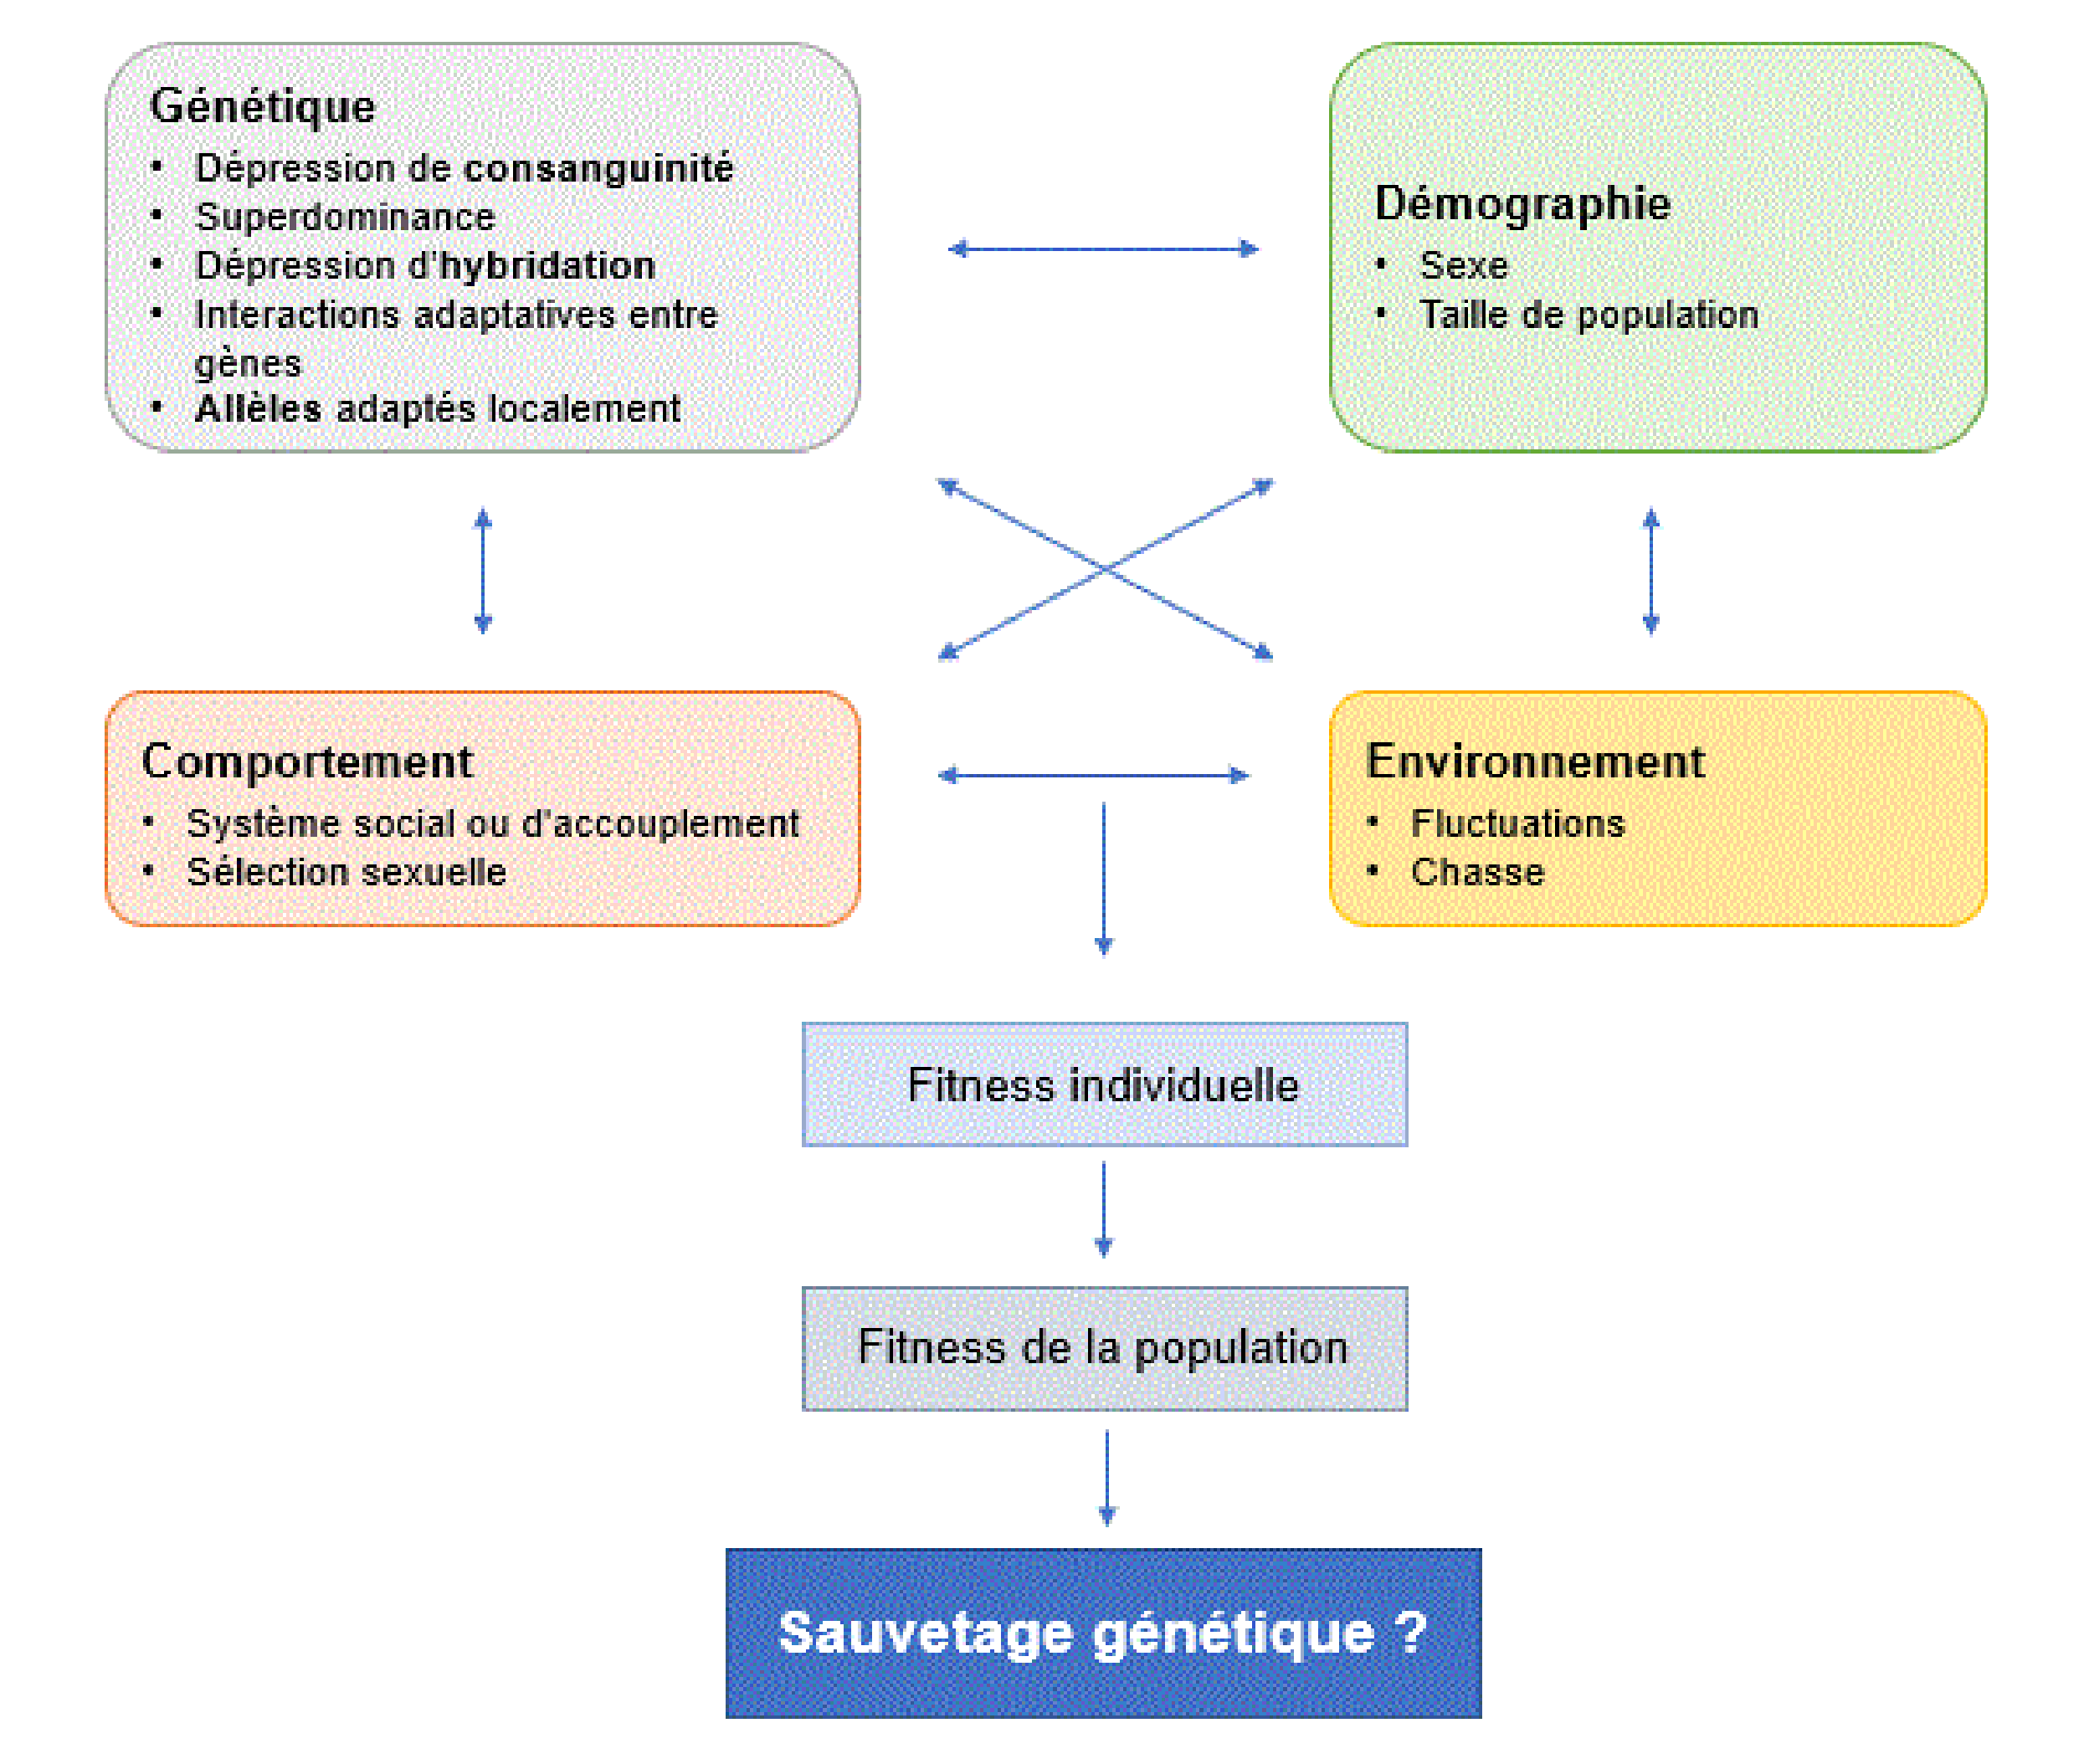 Génétique
• Dépression de consanguinité
• Superdominance
• Dépression d'hybridation
• Interactions adaptatives entre
gènes
• Allèles adaptés localement
Démographie
• Sexe
• Taille de population
Comportement
• Système social ou d'accouplement
• Sélection sexuelle
Environnement
• Fluctuations
• Chasse
Fitness individuelle
Fitness de la population
Sauvetage génétique ?